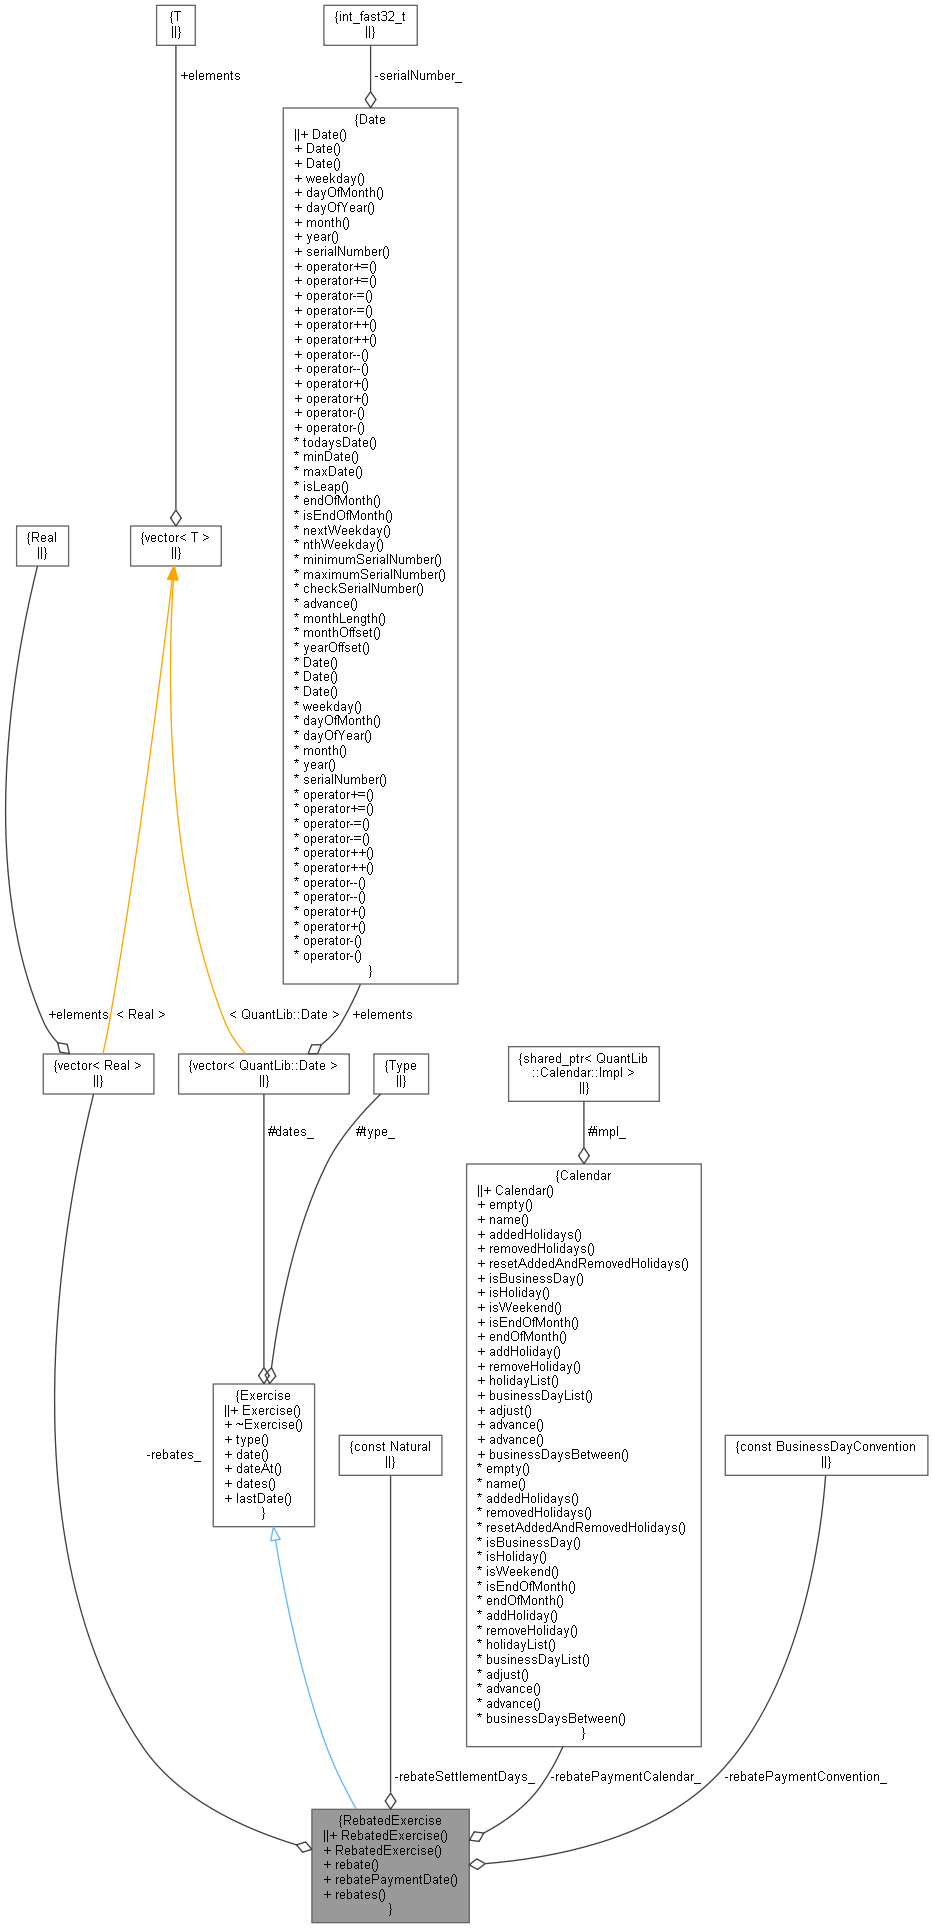 {T
||}
{int_fast32_t
||}
+elements
-serialNumber_
{Date
||+ Date()
+ Date()
+ Date()
+ weekday()
+ dayOfMonth()
+ dayOfYear()
+ month()
+ year()
+ serialNumber()
+ operator+=()
+ operator+=()
+ operator-=()
+ operator-=()
+ operator++()
+ operator++()
+ operator--()
+ operator--()
+ operator+()
+ operator+()
+ operator-()
+ operator-()
* todaysDate()
* minDate()
* maxDate()
* isLeap()
* endOfMonth()
* isEndOfMonth()
* nextWeekday()
* nthWeekday()
* minimumSerialNumber()
* maximumSerialNumber()
* checkSerialNumber()
* advance()
* monthLength()
* monthOffset()
* yearOffset()
* Date()
* Date()
* Date()
* weekday()
* dayOfMonth()
* dayOfYear()
* month()
* year()
* serialNumber()
* operator+=()
* operator+=()
* operator-=()
* operator-=()
* operator++()
* operator++()
* operator--()
* operator--()
* operator+()
* operator+()
* operator-()
* operator-()
}
{Real
||}
{vector< T >
||}
+elements
< Real >
< QuantLib::Date >
+elements
{vector< Real >
||}
{vector< QuantLib::Date >
||}
{Type
||}
{shared_ptr< QuantLib
::Calendar::Impl >
||}
#dates_
#type_
#impl_
{Calendar
||+ Calendar()
+ empty()
+ name()
+ addedHolidays()
+ removedHolidays()
+ resetAddedAndRemovedHolidays()
+ isBusinessDay()
+ isHoliday()
+ isWeekend()
+ isEndOfMonth()
+ endOfMonth()
+ addHoliday()
+ removeHoliday()
+ holidayList()
+ businessDayList()
+ adjust()
+ advance()
+ advance()
+ businessDaysBetween()
* empty()
* name()
* addedHolidays()
* removedHolidays()
* resetAddedAndRemovedHolidays()
* isBusinessDay()
* isHoliday()
* isWeekend()
* isEndOfMonth()
* endOfMonth()
* addHoliday()
* removeHoliday()
* holidayList()
* businessDayList()
* adjust()
* advance()
* advance()
* businessDaysBetween()
}
{Exercise
||+ Exercise()
+ ~Exercise()
+ type()
+ date()
+ dateAt()
+ dates()
+ lastDate()
}
-rebates_
{const Natural
||}
{const BusinessDayConvention
||}
-rebateSettlementDays_
-rebatePaymentCalendar_
-rebatePaymentConvention_
{RebatedExercise
||+ RebatedExercise()
+ RebatedExercise()
+ rebate()
+ rebatePaymentDate()
+ rebates()
}